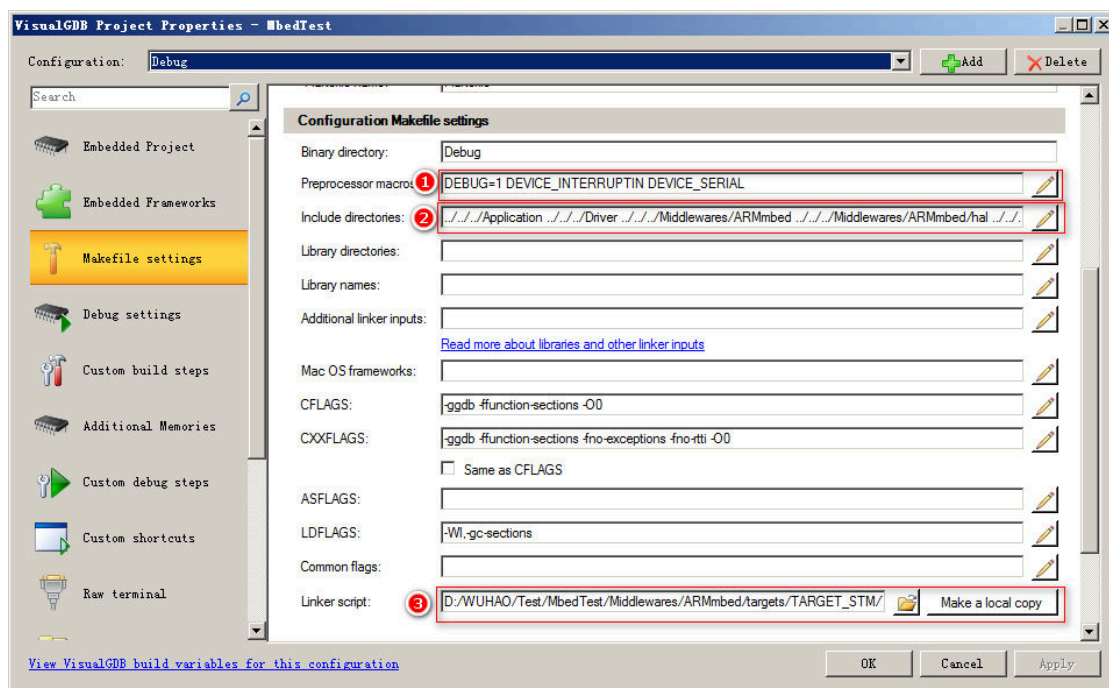 VisualGDB Project Properties - MbedTest
Configuration: Debug Add Delete
Search
Embedded Project
Embedded Frameworks
Makefile settings
Debug settings
Custom build steps
Additional Memories
Custom debug steps
Custom shortcuts
Raw terminal
Configuration Makefile settings
Binary directory: Debug
Preprocessor macros 1 DEBUG=1 DEVICE_INTERRUPTIN DEVICE_SERIAL
Include directories: 2 ../../../Application ../../../Driver ../../../Middlewares/ARMmbed ../../../Middlewares/ARMmbed/hal ../../.
Library directories:
Library names:
Additional linker inputs:
Read more about libraries and other linker inputs
Mac OS frameworks:
CFLAGS: -ggdb -ffunction-sections -O0
CXXFLAGS: -ggdb -ffunction-sections -fno-exceptions -fno-rtti -O0
Same as CFLAGS
ASFLAGS:
LDFLAGS: -Wl,-gc-sections
Common flags:
Linker script: 3 D:/WUHAO/Test/MbedTest/Middlewares/ARMmbed/targets/TARGET_STM/ Make a local copy
View VisualGDB build variables for this configuration
OK Cancel Apply